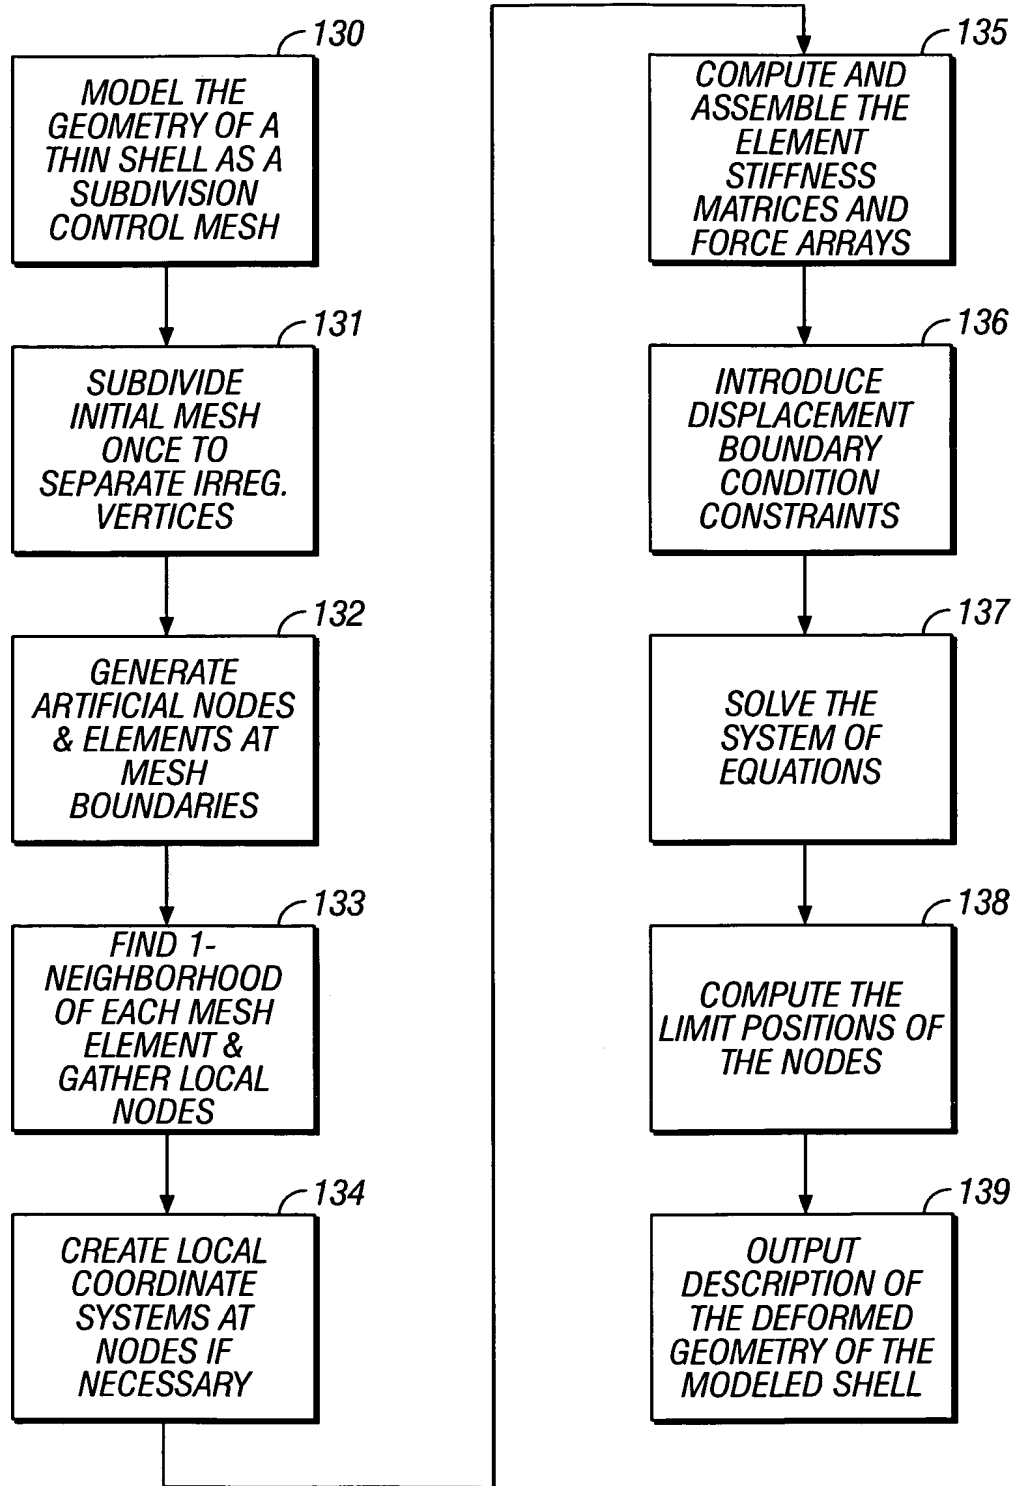 130
MODEL THE
GEOMETRY OF A
THIN SHELL AS A
SUBDIVISION
CONTROL MESH
131
SUBDIVIDE
INITIAL MESH
ONCE TO
SEPARATE IRREG.
VERTICES
132
GENERATE
ARTIFICIAL NODES
& ELEMENTS AT
MESH
BOUNDARIES
133
FIND 1-
NEIGHBORHOOD
OF EACH MESH
ELEMENT &
GATHER LOCAL
NODES
134
CREATE LOCAL
COORDINATE
SYSTEMS AT
NODES IF
NECESSARY
135
COMPUTE AND
ASSEMBLE THE
ELEMENT
STIFFNESS
MATRICES AND
FORCE ARRAYS
136
INTRODUCE
DISPLACEMENT
BOUNDARY
CONDITION
CONSTRAINTS
137
SOLVE THE
SYSTEM OF
EQUATIONS
138
COMPUTE THE
LIMIT POSITIONS OF
THE NODES
139
OUTPUT
DESCRIPTION OF
THE DEFORMED
GEOMETRY OF THE
MODELED SHELL